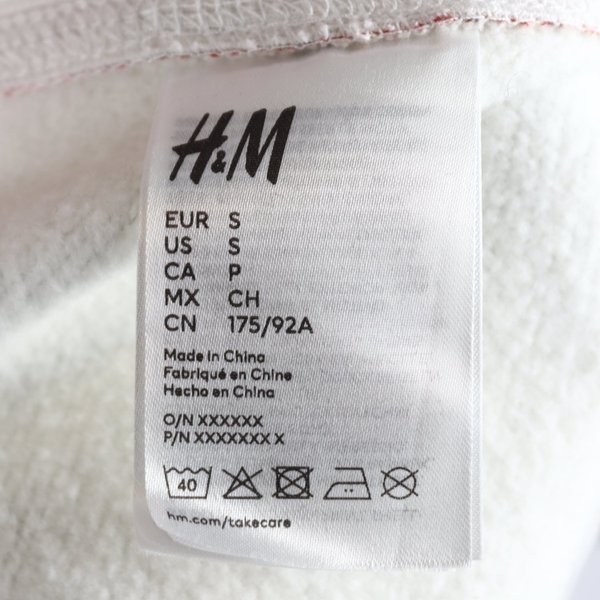 H&M
EUR S
US S
CA P
MX CH
CN 175/92A
Made in China
Fabriqué en Chine
Hecho en China
O/N XXXXXX
P/N XXXXXXX X
40
hm.com/takecare